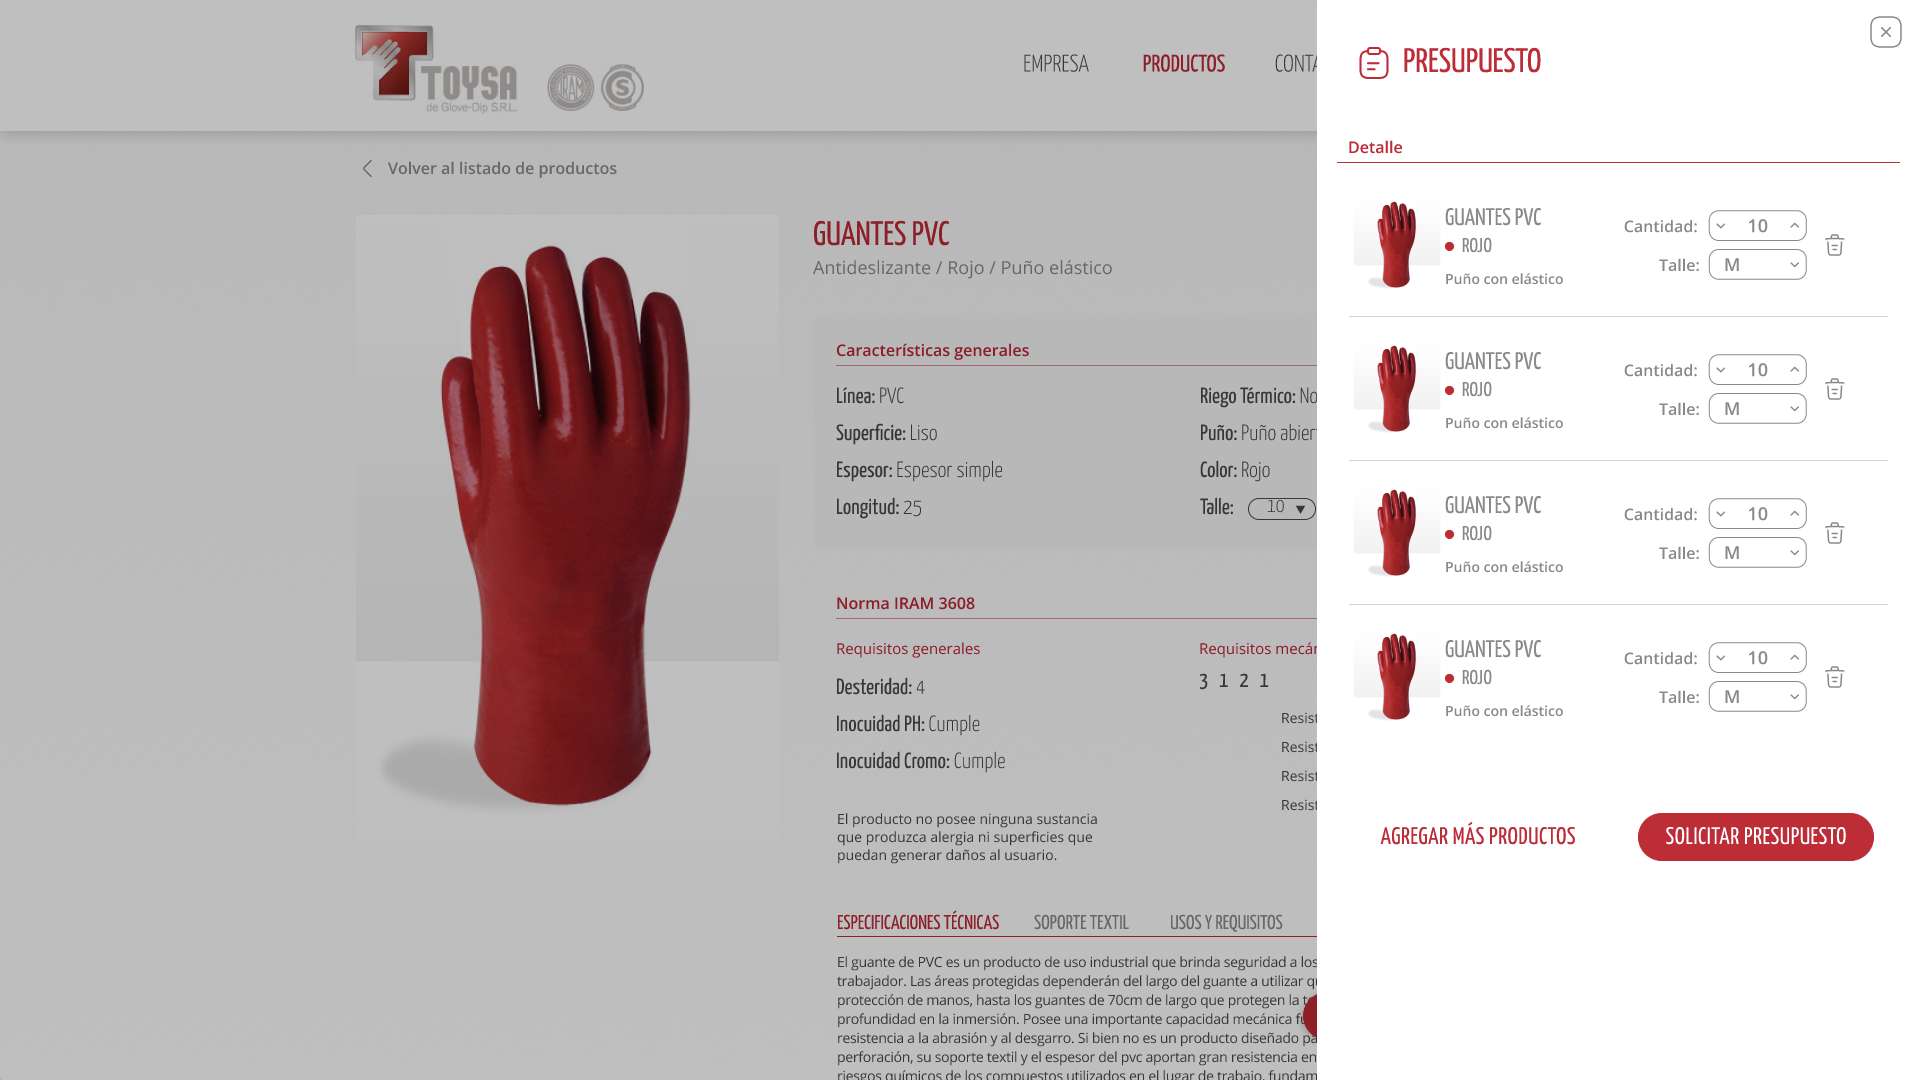 TOYSA
de Glove-Dip S.R.L.
IRAM
S
EMPRESA
PRODUCTOS
CONTA
Volver al listado de productos
GUANTES PVC
Antideslizante / Rojo / Puño elástico
Características generales
Línea: PVC
Superficie: Liso
Espesor: Espesor simple
Longitud: 25
Riego Térmico: No
Puño: Puño abier
Color: Rojo
Talle: 10
Norma IRAM 3608
Requisitos generales
Desteridad: 4
Inocuidad PH: Cumple
Inocuidad Cromo: Cumple
El producto no posee ninguna sustancia
que produzca alergia ni superficies que
puedan generar daños al usuario.
Requisitos mecán
3 1 2 1
Resist
Resist
Resist
Resist
ESPECIFICACIONES TÉCNICAS
SOPORTE TEXTIL
USOS Y REQUISITOS
El guante de PVC es un producto de uso industrial que brinda seguridad a los
trabajador. Las áreas protegidas dependerán del largo del guante a utilizar qu
protección de manos, hasta los guantes de 70cm de largo que protegen la to
profundidad en la inmersión. Posee una importante capacidad mecánica fu
resistencia a la abrasión y al desgarro. Si bien no es un producto diseñado pa
perforación, su soporte textil y el espesor del pvc aportan gran resistencia en
riesgos químicos de los compuestos utilizados en el lugar de trabajo, fundam
PRESUPUESTO
Detalle
GUANTES PVC
ROJO
Puño con elástico
Cantidad: 10
Talle: M
GUANTES PVC
ROJO
Puño con elástico
Cantidad: 10
Talle: M
GUANTES PVC
ROJO
Puño con elástico
Cantidad: 10
Talle: M
GUANTES PVC
ROJO
Puño con elástico
Cantidad: 10
Talle: M
AGREGAR MÁS PRODUCTOS
SOLICITAR PRESUPUESTO